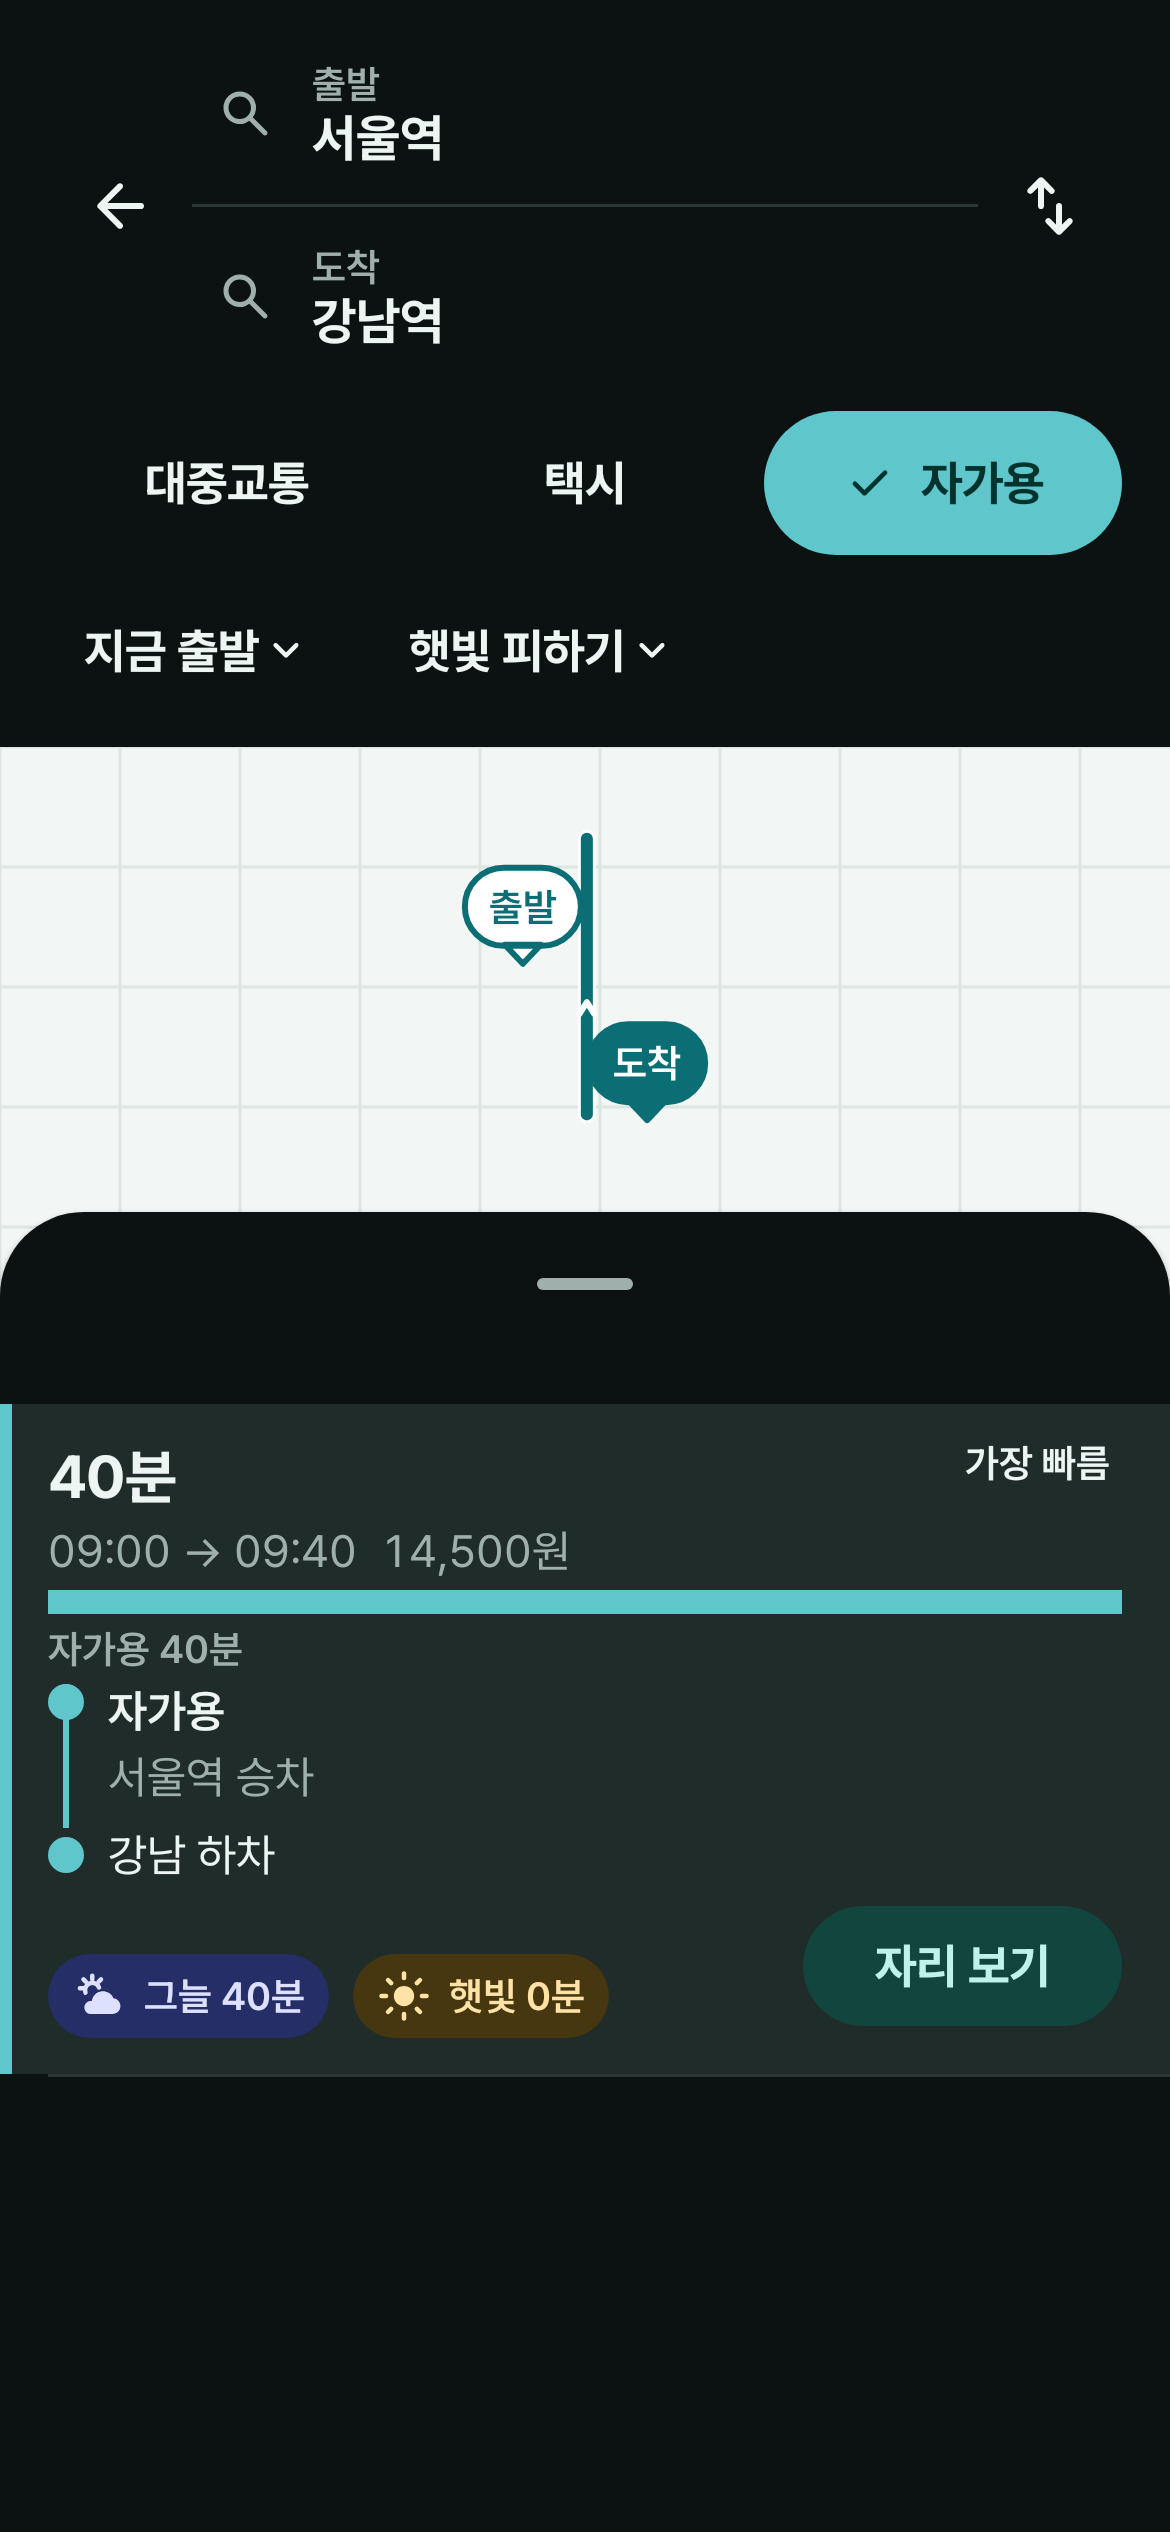 출발
서울역
도착
강남역
대중교통
택시
자가용
지금 출발
햇빛 피하기
출발
도착
40분
가장 빠름
09:00 → 09:40 14,500원
자가용 40분
자가용
서울역 승차
강남 하차
그늘 40분
햇빛 0분
자리 보기